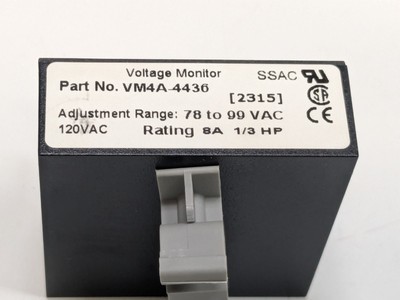 Voltage Monitor SSAC
Part No. VM4A-4436
[2315]
Adjustment Range: 78 to 99 VAC
120VAC Rating 8A 1/3 HP